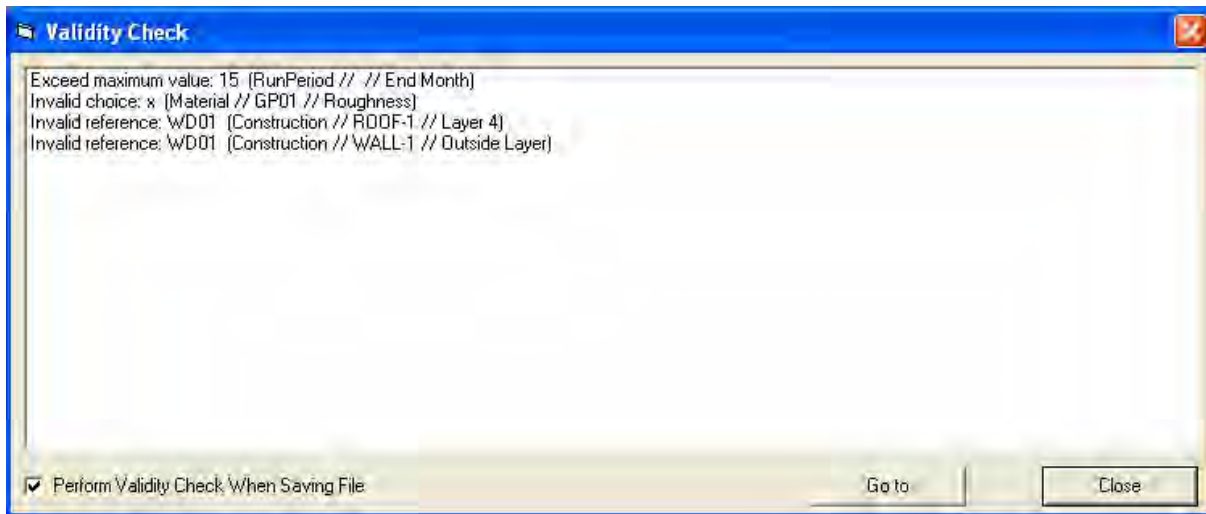 Validity Check
Exceed maximum value: 15 (RunPeriod // // End Month)
Invalid choice: x (Material // GP01 // Roughness)
Invalid reference: WD01 (Construction // ROOF-1 // Layer 4)
Invalid reference: WD01 (Construction // WALL-1 // Outside Layer)
Perform Validity Check When Saving File
Go to
Close